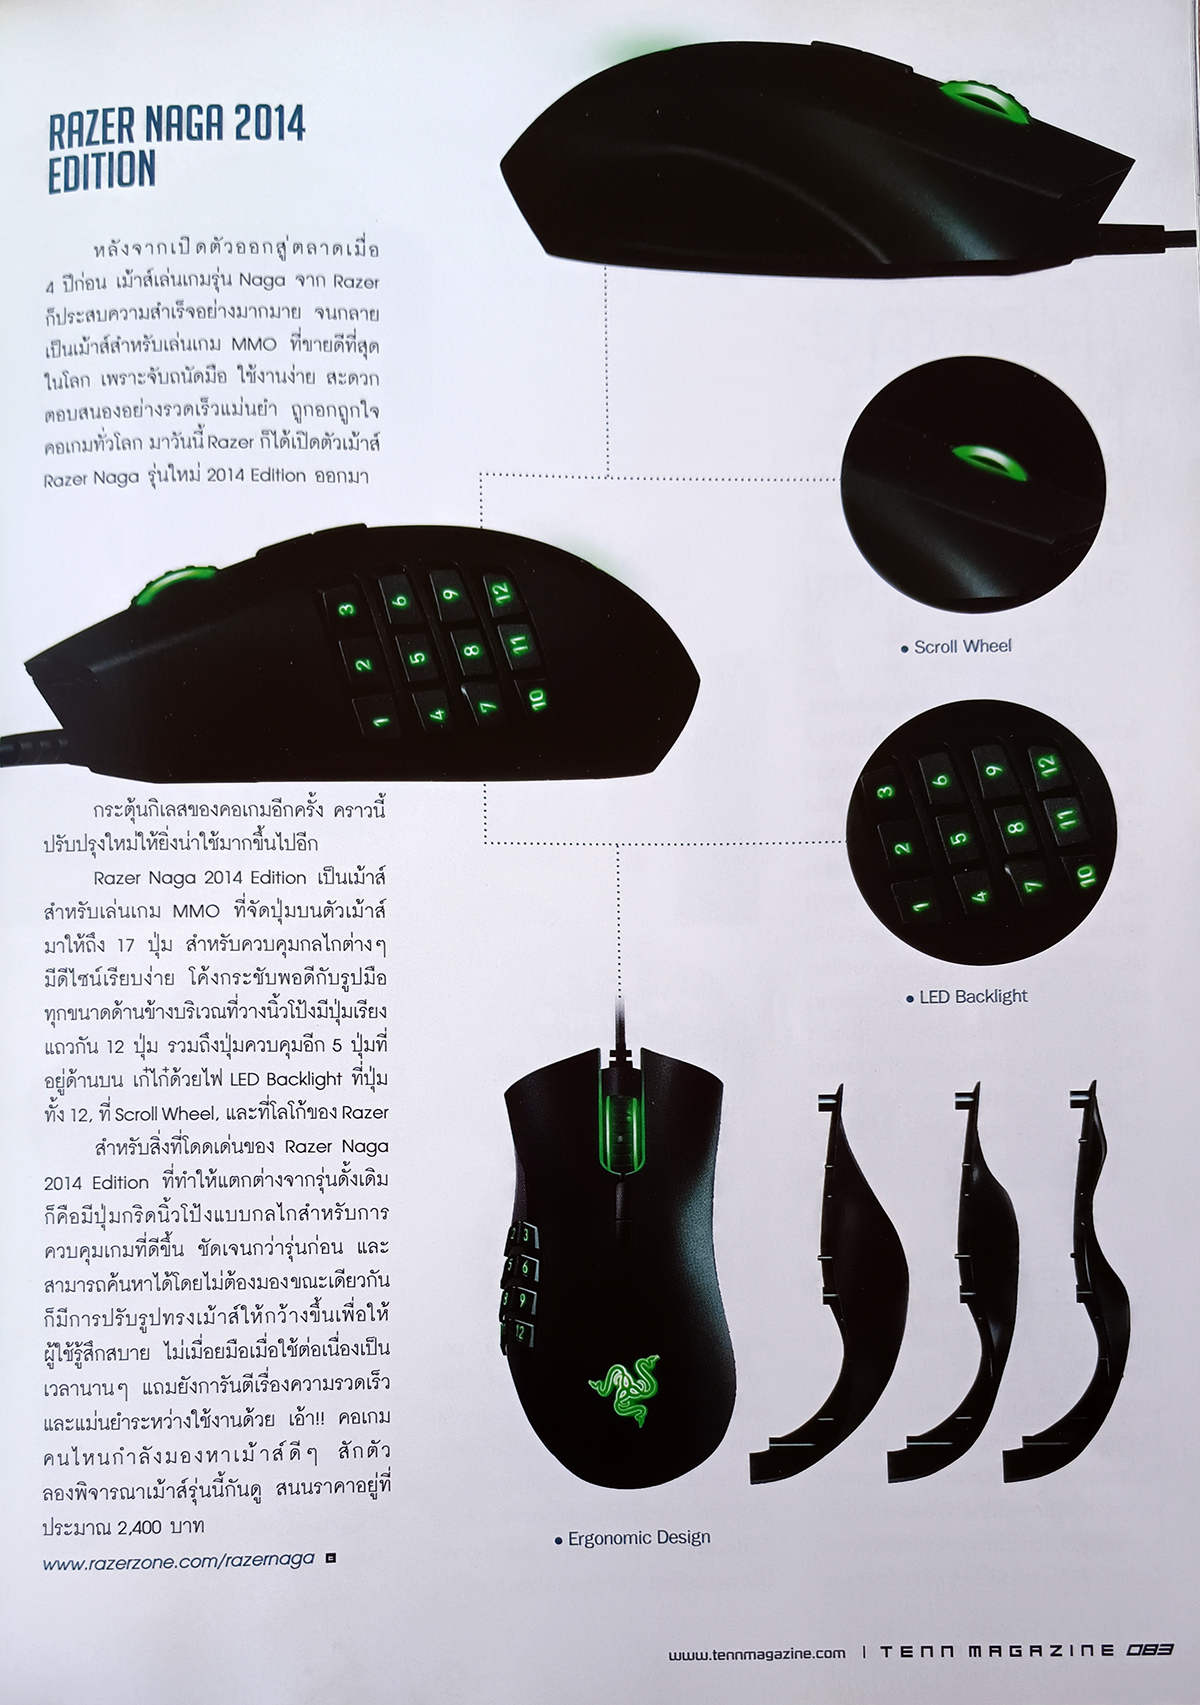 RAZER NAGA 2014
EDITION
หลังจากเปิดตัวออกสู่ตลาดเมื่อ
4 ปีก่อน เม้าส์เล่นเกมรุ่น Naga จาก Razer
ก็ประสบความสำเร็จอย่างมากมาย จนกลาย
เป็นเม้าส์สำหรับเล่นเกม MMO ที่ขายดีที่สุด
ในโลก เพราะจับถนัดมือ ใช้งานง่าย สะดวก
ตอบสนองอย่างรวดเร็วแม่นยำ ถูกอกถูกใจ
คอเกมทั่วโลก มาวันนี้ Razer ก็ได้เปิดตัวเม้าส์
Razer Naga รุ่นใหม่ 2014 Edition ออกมา
3 6 9 12
2 5 8 11
1 4 7 10
กระตุ้นกิเลสของคอเกมอีกครั้ง คราวนี้
ปรับปรุงใหม่ให้ยิ่งน่าใช้มากขึ้นไปอีก
Razer Naga 2014 Edition เป็นเม้าส์
สำหรับเล่นเกม MMO ที่จัดปุ่มบนตัวเม้าส์
มาให้ถึง 17 ปุ่ม สำหรับควบคุมกลไกต่างๆ
มีดีไซน์เรียบง่าย โค้งกระชับพอดีกับรูปมือ
ทุกขนาดด้านข้างบริเวณที่วางนิ้วโป้งมีปุ่มเรียง
แถวกัน 12 ปุ่ม รวมถึงปุ่มควบคุมอีก 5 ปุ่มที่
อยู่ด้านบน เก๋ไก๋ด้วยไฟ LED Backlight ที่ปุ่ม
ทั้ง 12, ที่ Scroll Wheel, และที่โลโก้ของ Razer
สำหรับสิ่งที่โดดเด่นของ Razer Naga
2014 Edition ที่ทำให้แตกต่างจากรุ่นดั้งเดิม
ก็คือมีปุ่มกริดนิ้วโป้งแบบกลไกสำหรับการ
ควบคุมเกมที่ดีขึ้น ชัดเจนกว่ารุ่นก่อน และ
สามารถค้นหาได้โดยไม่ต้องมองขณะเดียวกัน
ก็มีการปรับรูปทรงเม้าส์ให้กว้างขึ้นเพื่อให้
ผู้ใช้รู้สึกสบาย ไม่เมื่อยมือเมื่อใช้ต่อเนื่องเป็น
เวลานานๆ แถมยังการันตีเรื่องความรวดเร็ว
และแม่นยำระหว่างใช้งานด้วย เอ้า!! คอเกม
คนไหนกำลังมองหาเม้าส์ดีๆ สักตัว
ลองพิจารณาเม้าส์รุ่นนี้กันดู สนนราคาอยู่ที่
ประมาณ 2,400 บาท
www.razerzone.com/razernaga
• Scroll Wheel
3 6 9 12
2 5 8 11
1 4 7 10
• LED Backlight
2 3
5 6
9
12
• Ergonomic Design
www.tennmagazine.com | TENN MAGAZINE 083